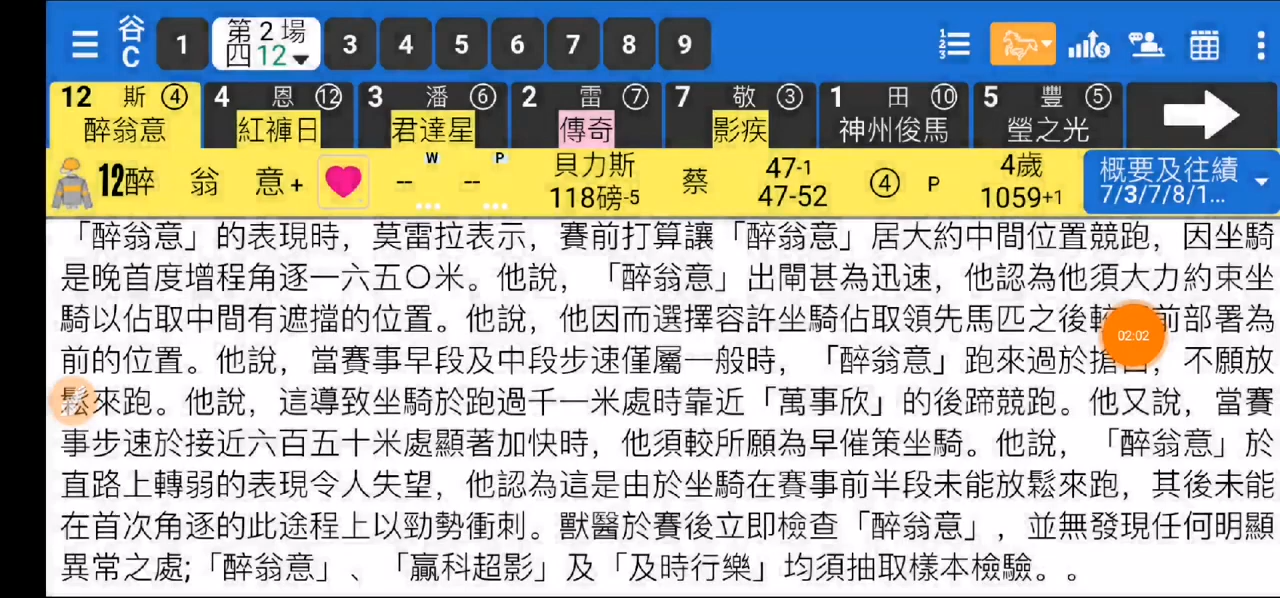 谷 C 1 第2場 四12 3 4 5 6 7 8 9
12 斯 ④ 4 恩 ⑫ 3 潘 ⑥ 2 雷 ⑦ 7 敬 ③ 1 田 ⑩ 5 豐 ⑤
醉翁意 紅褲日 君達星 傳奇 影疾 神州俊馬 瑩之光
12醉翁意+ W -- P -- 貝力斯 蔡 47-1 ④ P 4歲 概要及往績
118磅-5 47-52 1059+1 7/3/7/8/1...
「醉翁意」的表現時，莫雷拉表示，賽前打算讓「醉翁意」居大約中間位置競跑，因坐騎
是晚首度增程角逐一六五〇米。他說，「醉翁意」出閘甚為迅速，他認為他須大力約束坐
騎以佔取中間有遮擋的位置。他說，他因而選擇容許坐騎佔取領先馬匹之後 前部署為
前的位置。他說，當賽事早段及中段步速僅屬一般時，「醉翁意」跑來過於搶 ，不願放
鬆來跑。他說，這導致坐騎於跑過千一米處時靠近「萬事欣」的後蹄競跑。他又說，當賽
事步速於接近六百五十米處顯著加快時，他須較所願為早催策坐騎。他說，「醉翁意」於
直路上轉弱的表現令人失望，他認為這是由於坐騎在賽事前半段未能放鬆來跑，其後未能
在首次角逐的此途程上以勁勢衝刺。獸醫於賽後立即檢查「醉翁意」，並無發現任何明顯
異常之處;「醉翁意」、「贏科超影」及「及時行樂」均須抽取樣本檢驗。。
02:02